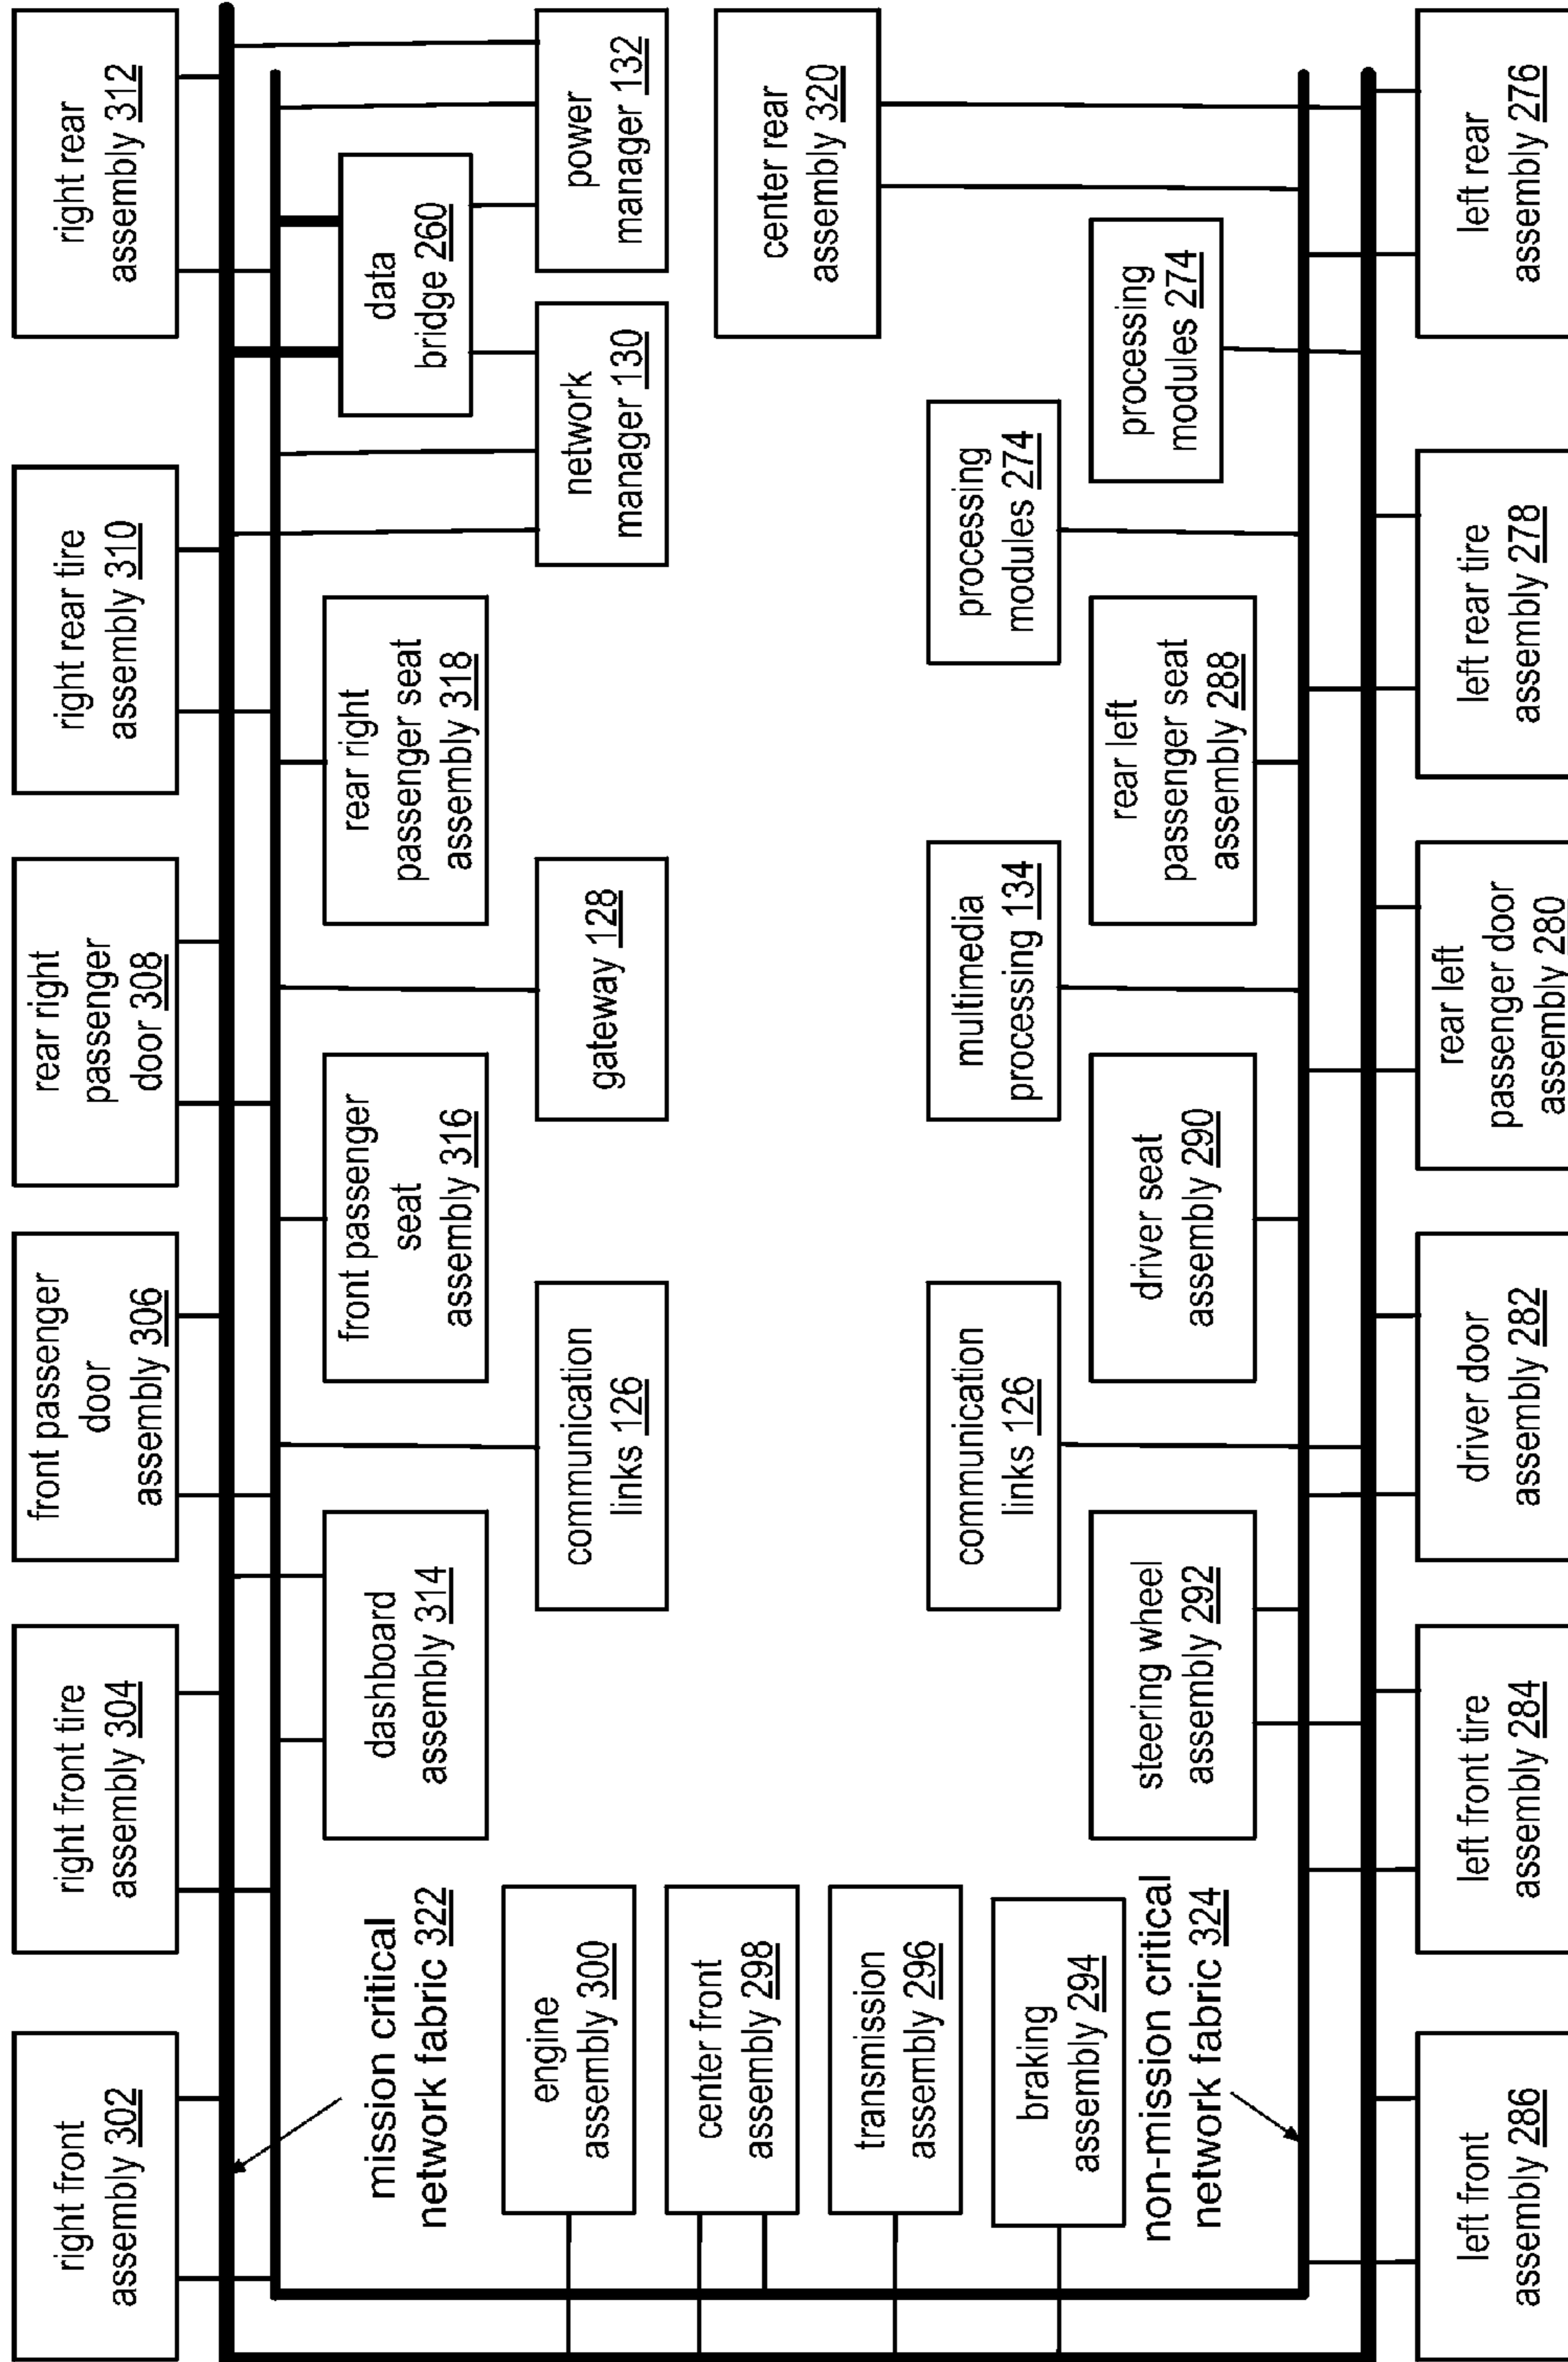 right front
assembly 302
right front tire
assembly 304
front passenger
door
assembly 306
rear right
passenger
door 308
right rear tire
assembly 310
right rear
assembly 312
mission critical
network fabric 322
dashboard
assembly 314
front passenger
seat
assembly 316
rear right
passenger seat
assembly 318
data
bridge 260
engine
assembly 300
communication
links 126
gateway 128
network
manager 130
power
manager 132
center front
assembly 298
center rear
assembly 320
transmission
assembly 296
communication
links 126
multimedia
processing 134
processing
modules 274
braking
assembly 294
steering wheel
assembly 292
driver seat
assembly 290
rear left
passenger seat
assembly 288
processing
modules 274
non-mission critical
network fabric 324
left front
assembly 286
left front tire
assembly 284
driver door
assembly 282
rear left
passenger door
assembly 280
left rear tire
assembly 278
left rear
assembly 276